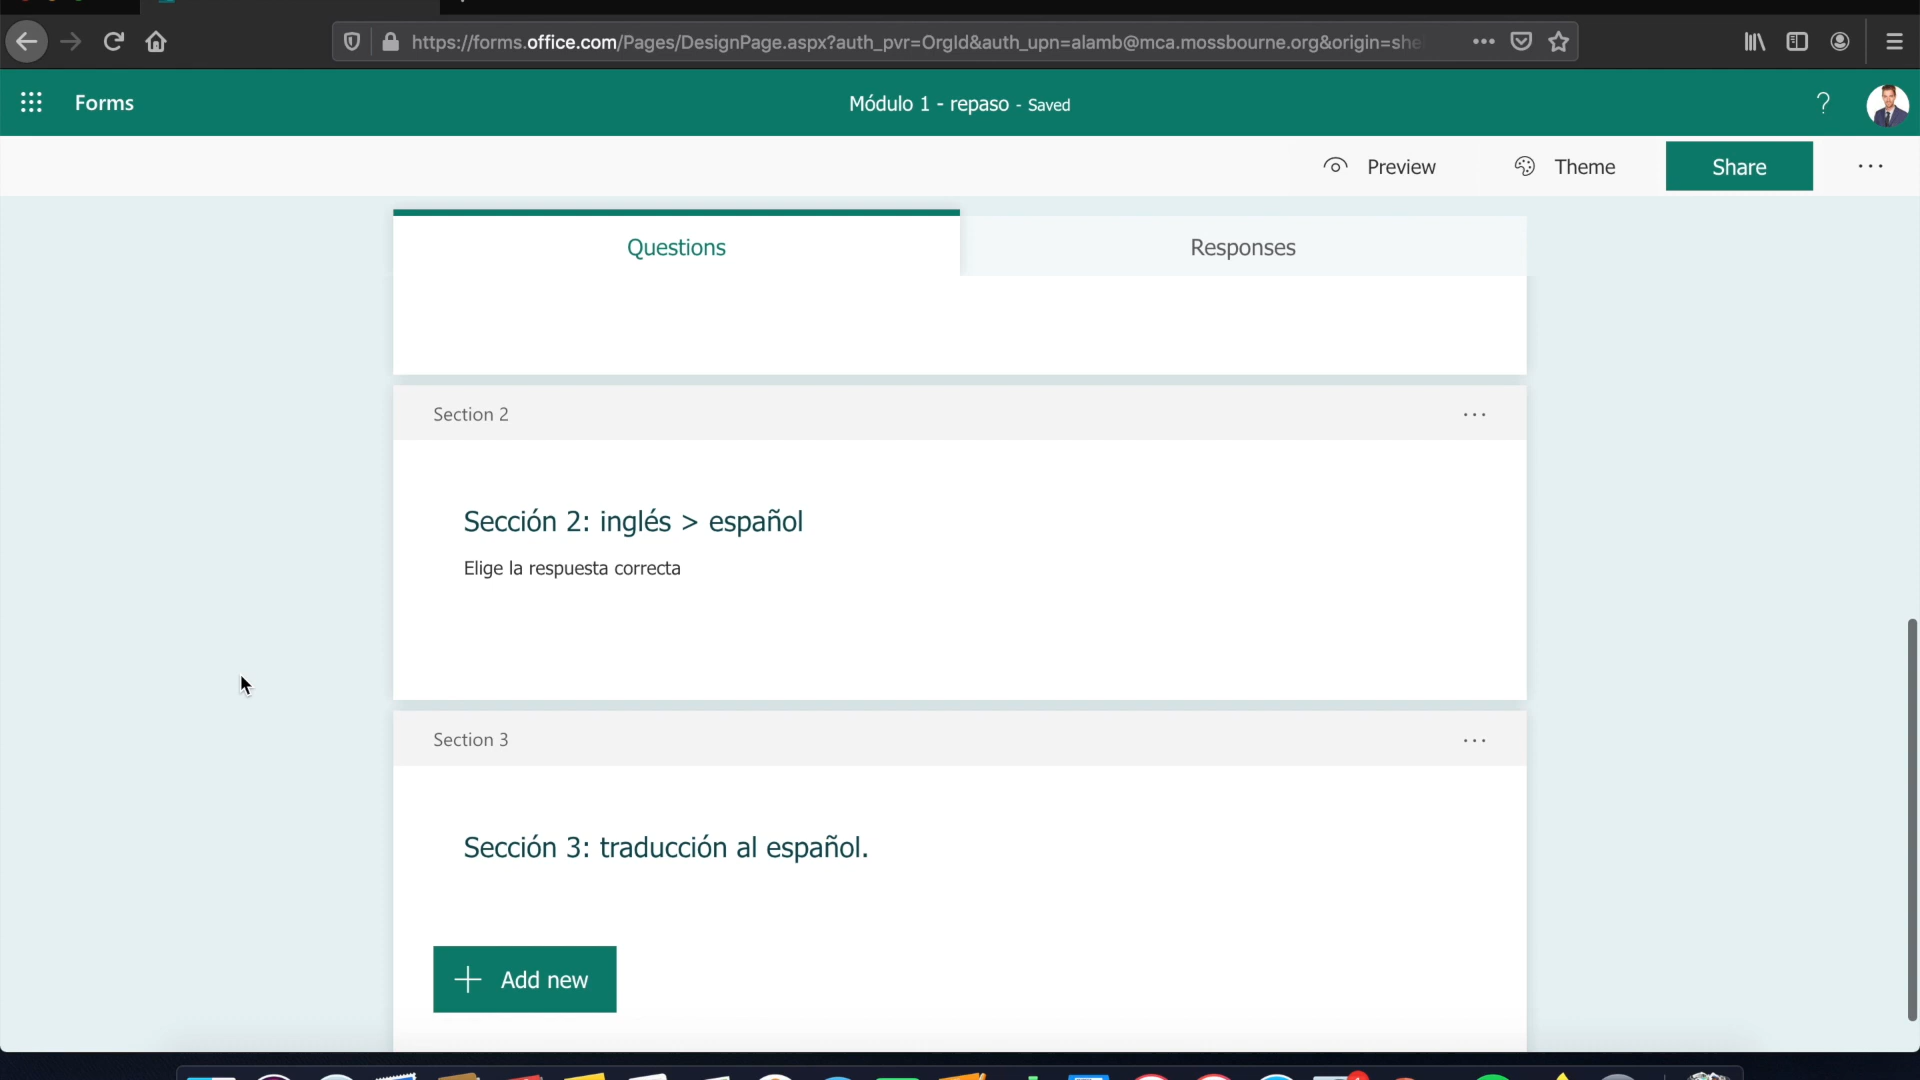 https://forms.office.com/Pages/DesignPage.aspx?auth_pvr=OrgId&auth_upn=alamb@mca.mossbourne.org&origin=she
Forms
Módulo 1 - repaso - Saved
?
Preview
Theme
Share
Questions
Responses
Section 2
Sección 2: inglés > español
Elige la respuesta correcta
Section 3
Sección 3: traducción al español.
Add new